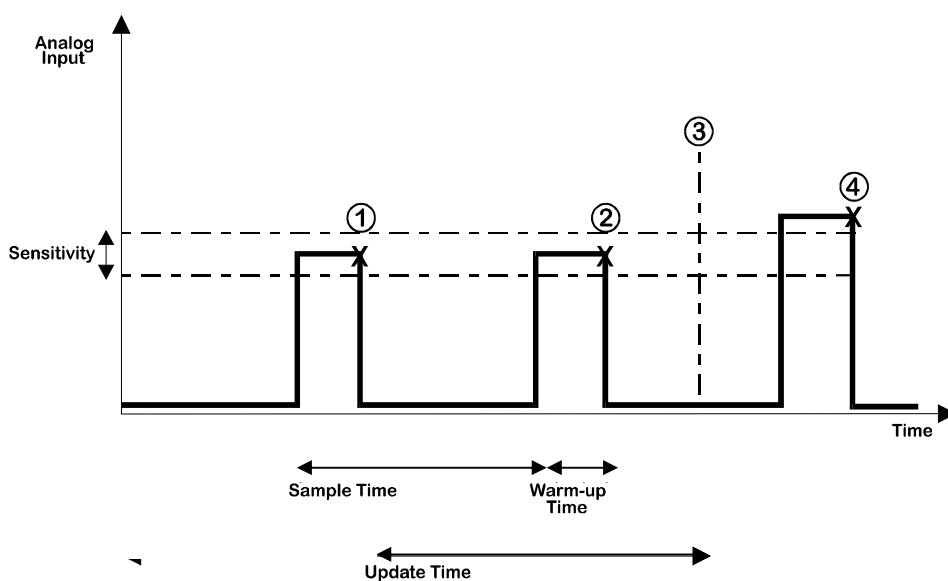 Analog
Input
③
④
①
②
Sensitivity
X
X
X
Time
Sample Time
Warm-up
Time
Update Time